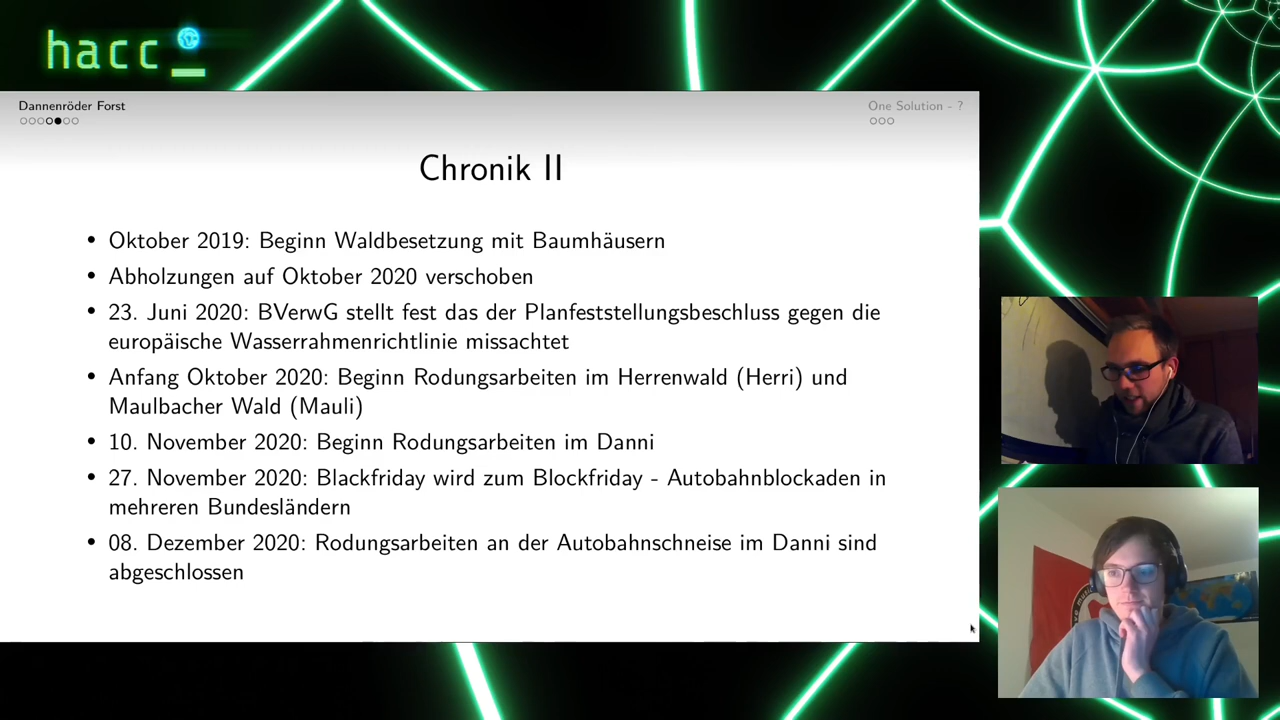 hacc_
Dannenröder Forst
One Solution - ?
Chronik II
• Oktober 2019: Beginn Waldbesetzung mit Baumhäusern
• Abholzungen auf Oktober 2020 verschoben
• 23. Juni 2020: BVerwG stellt fest das der Planfeststellungsbeschluss gegen die
europäische Wasserrahmenrichtlinie missachtet
• Anfang Oktober 2020: Beginn Rodungsarbeiten im Herrenwald (Herri) und
Maulbacher Wald (Mauli)
• 10. November 2020: Beginn Rodungsarbeiten im Danni
• 27. November 2020: Blackfriday wird zum Blockfriday - Autobahnblockaden in
mehreren Bundesländern
• 08. Dezember 2020: Rodungsarbeiten an der Autobahnschneise im Danni sind
abgeschlossen